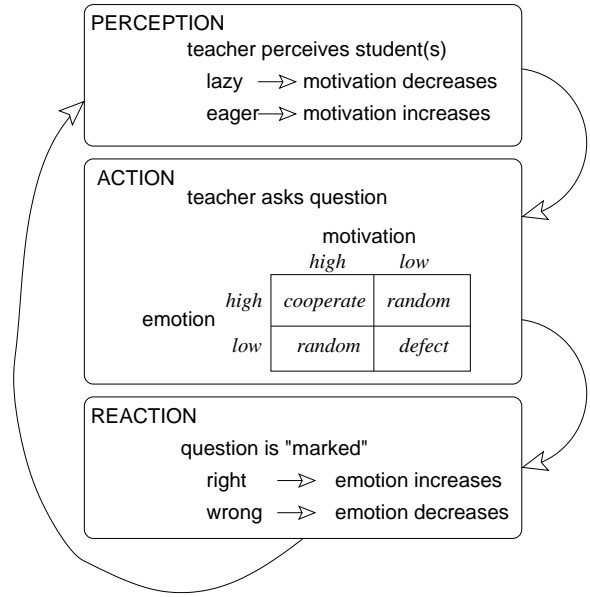 PERCEPTION
teacher perceives student(s)
lazy motivation decreases
eager motivation increases
ACTION
teacher asks question
motivation
high low
high cooperate random
emotion
low random defect
REACTION
question is "marked"
right emotion increases
wrong emotion decreases